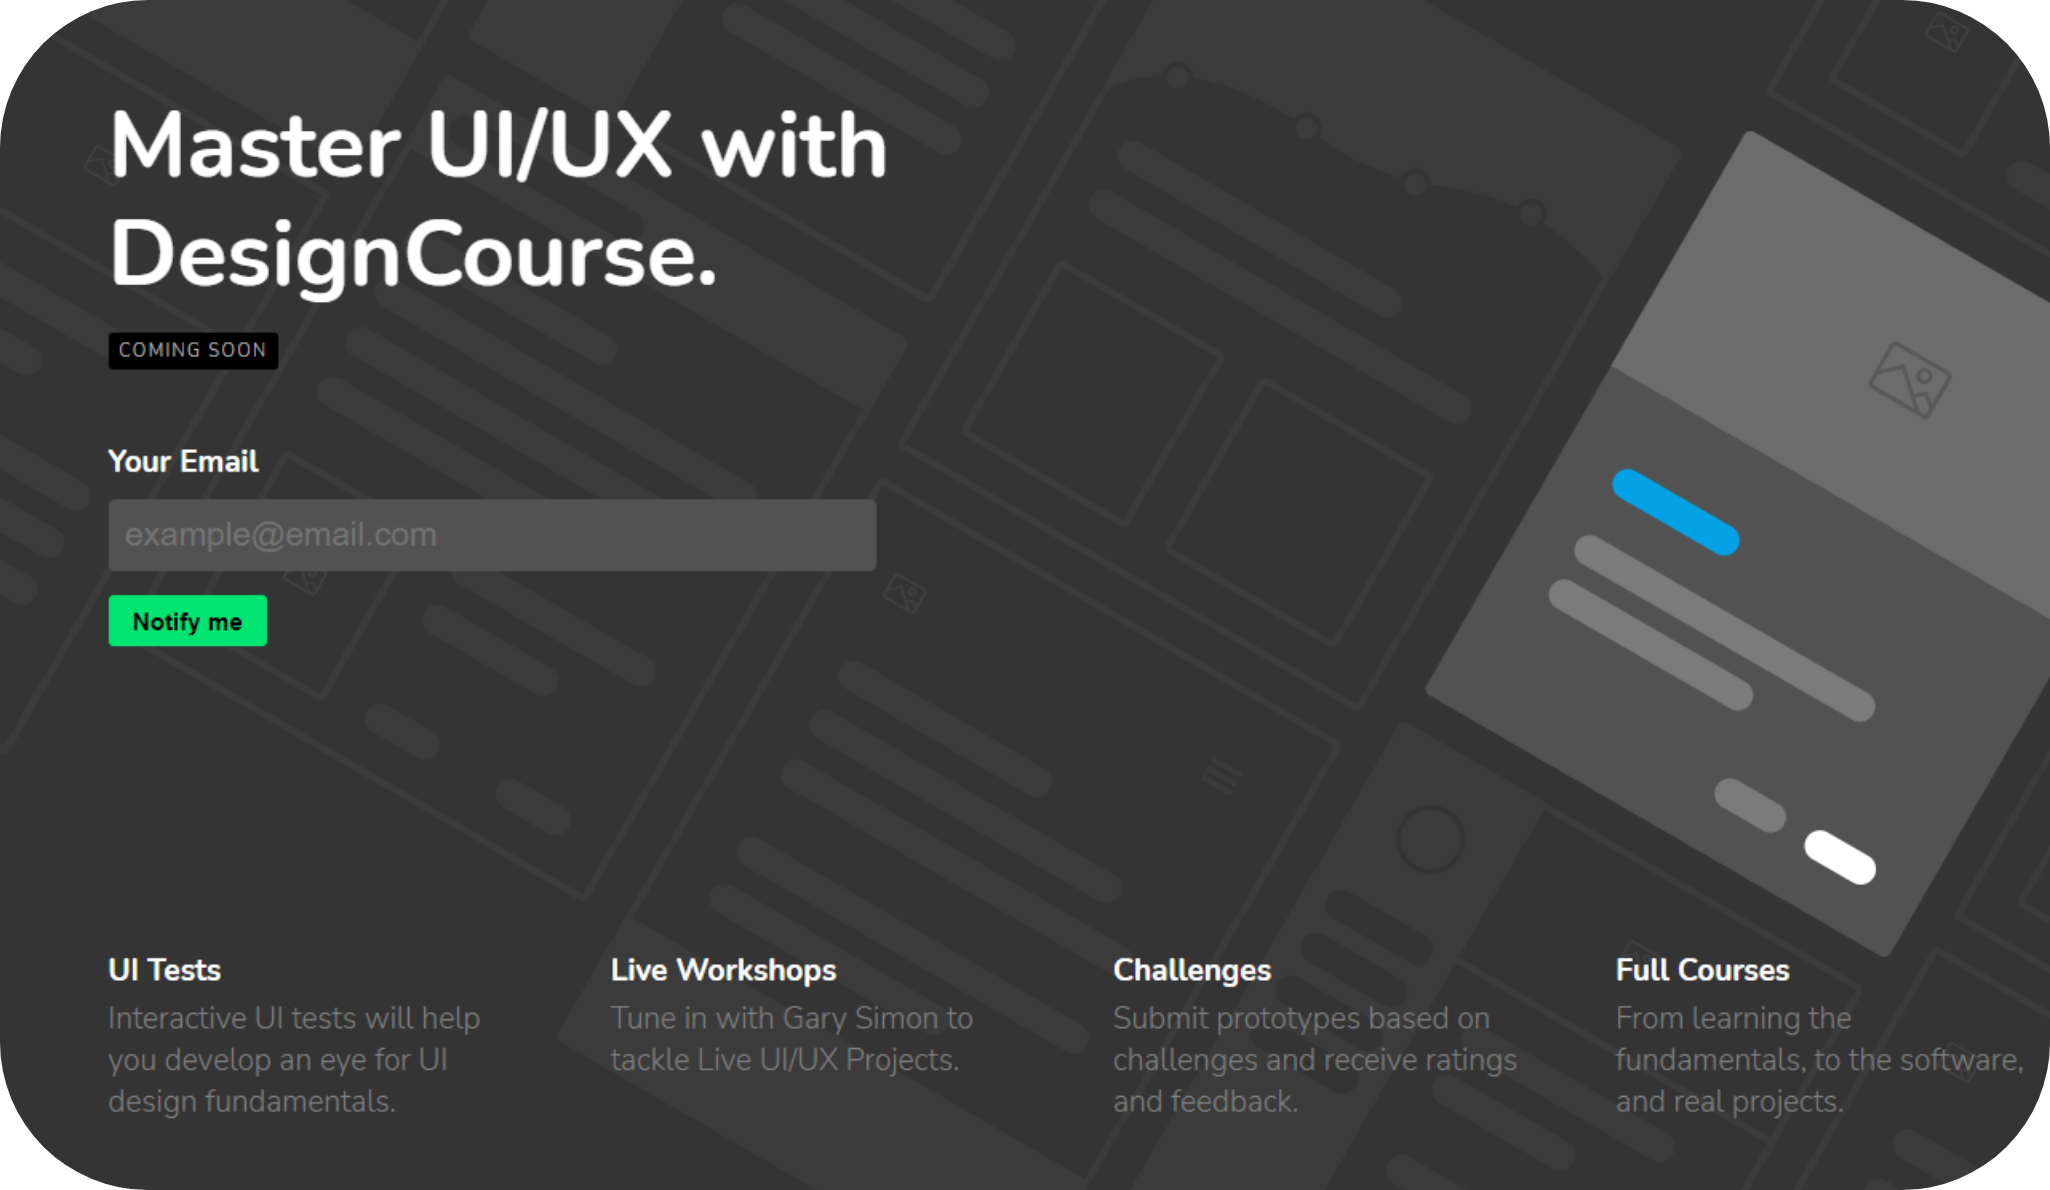 Master UI/UX with
DesignCourse.
COMING SOON
Your Email
example@email.com
Notify me
UI Tests
Interactive UI tests will help
you develop an eye for UI
design fundamentals.
Live Workshops
Tune in with Gary Simon to
tackle Live UI/UX Projects.
Challenges
Submit prototypes based on
challenges and receive ratings
and feedback.
Full Courses
From learning the
fundamentals, to the software,
and real projects.